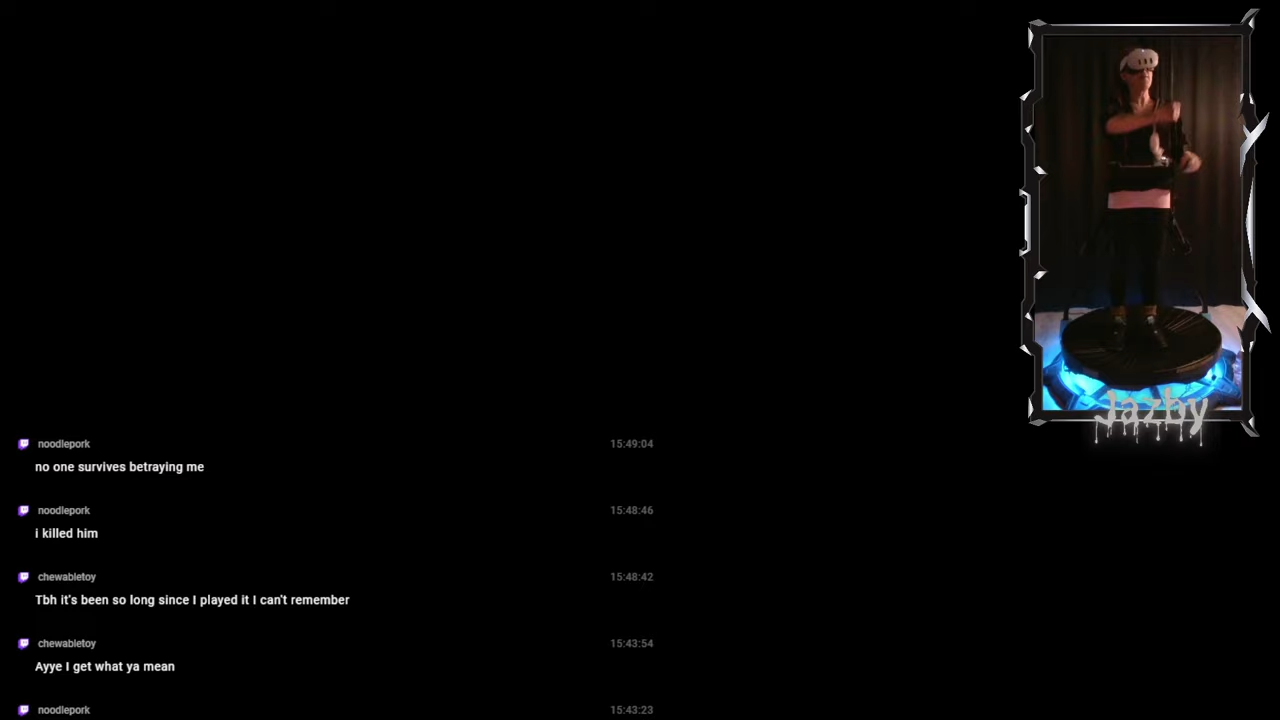 Jazby
noodlepork 15:49:04
no one survives betraying me
noodlepork 15:48:46
i killed him
chewabletoy 15:48:42
Tbh it's been so long since I played it I can't remember
chewabletoy 15:43:54
Ayye I get what ya mean
noodlepork 15:43:23